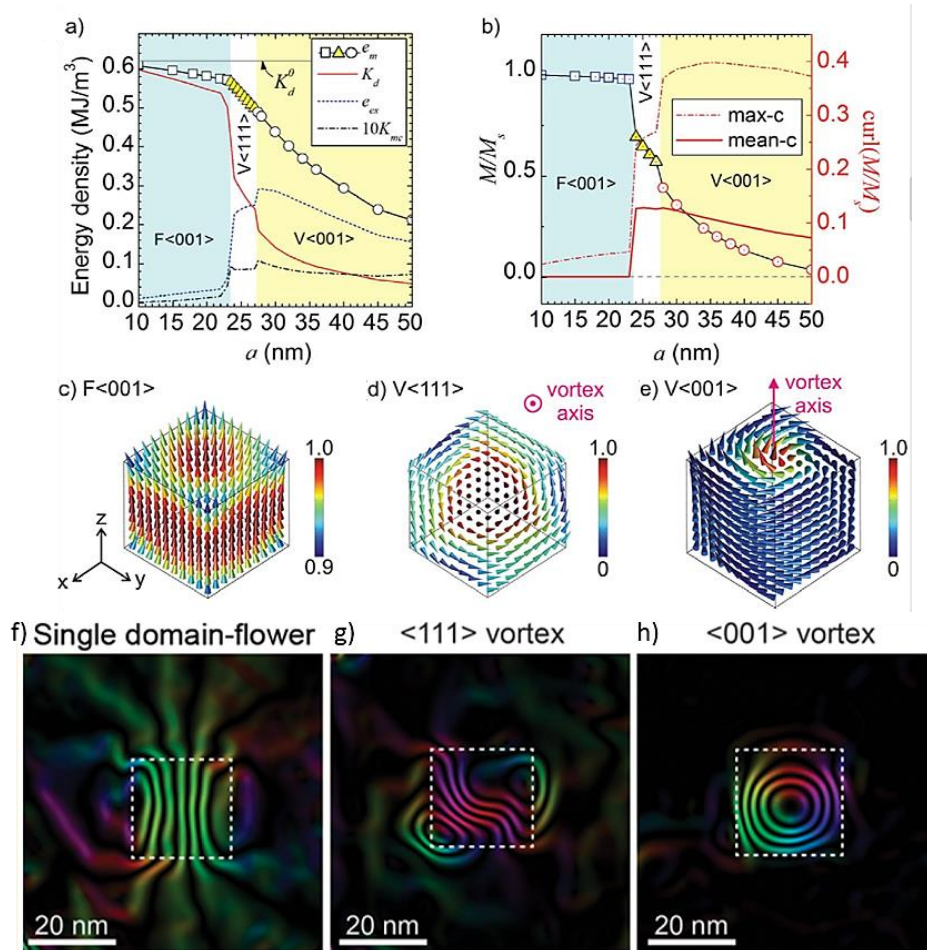 a)
Energy density (MJ/m³)
0.6
0.5
0.4
0.3
0.2
0.1
0.0
10 15 20 25 30 35 40 45 50
a (nm)
F<001>
V<111>
V<001>
K_d^0
e_m
K_d
e_ex
10K_mc
b)
M/M_s
1.0
0.5
0.0
10 15 20 25 30 35 40 45 50
a (nm)
F<001>
V<111>
V<001>
max-c
mean-c
0.4
0.3
0.2
0.1
0.0
curl(M/M_s)
c) F<001>
z
x
y
1.0
0.9
d) V<111>
vortex
axis
1.0
0
e) V<001>
vortex
axis
1.0
0
f) Single domain-flower
20 nm
g) <111> vortex
20 nm
h) <001> vortex
20 nm